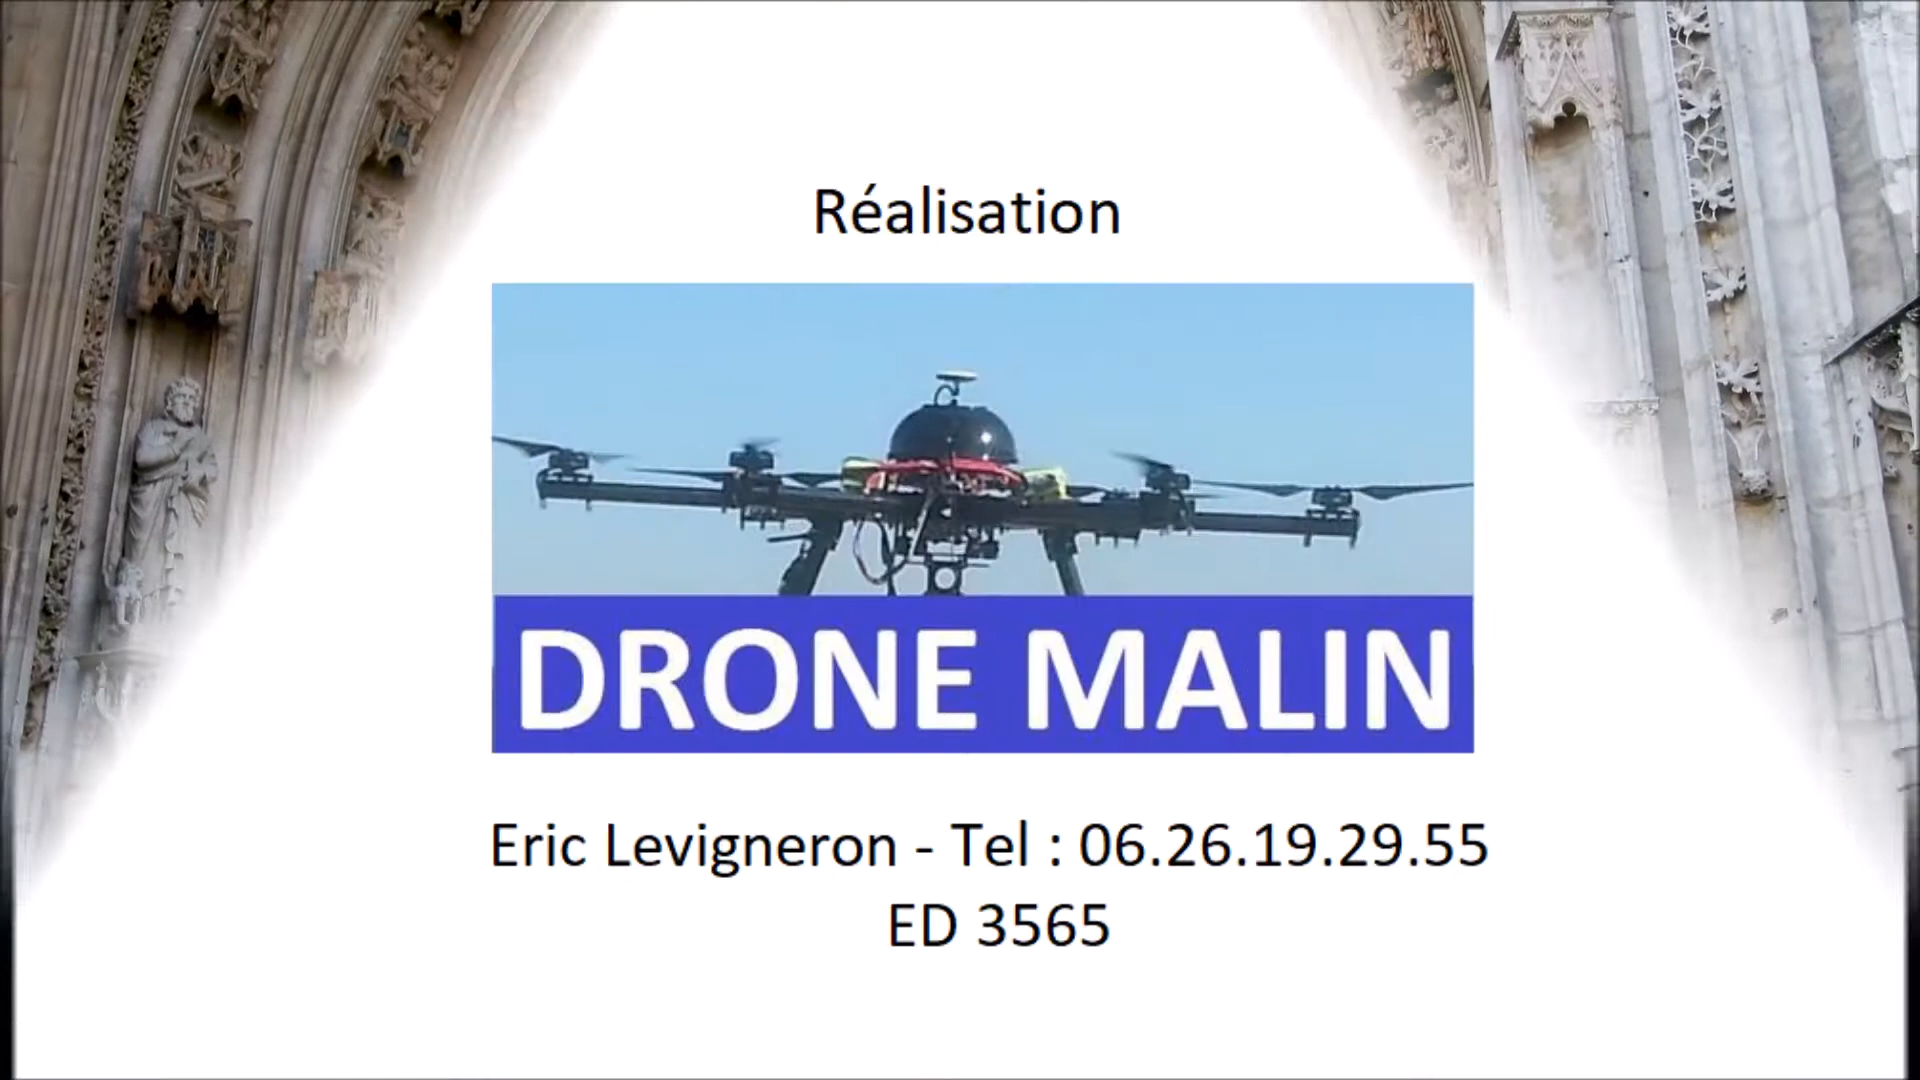 Réalisation
DRONE MALIN
Eric Levigneron - Tel : 06.26.19.29.55
ED 3565